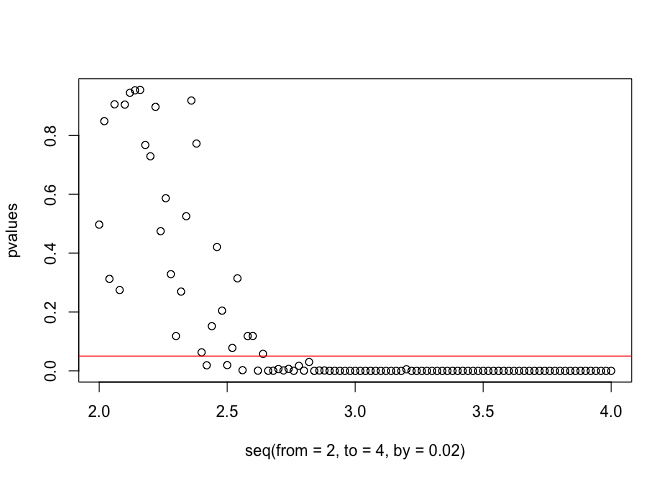 pvalues
0.8
0.6
0.4
0.2
0.0
2.0 2.5 3.0 3.5 4.0
seq(from = 2, to = 4, by = 0.02)